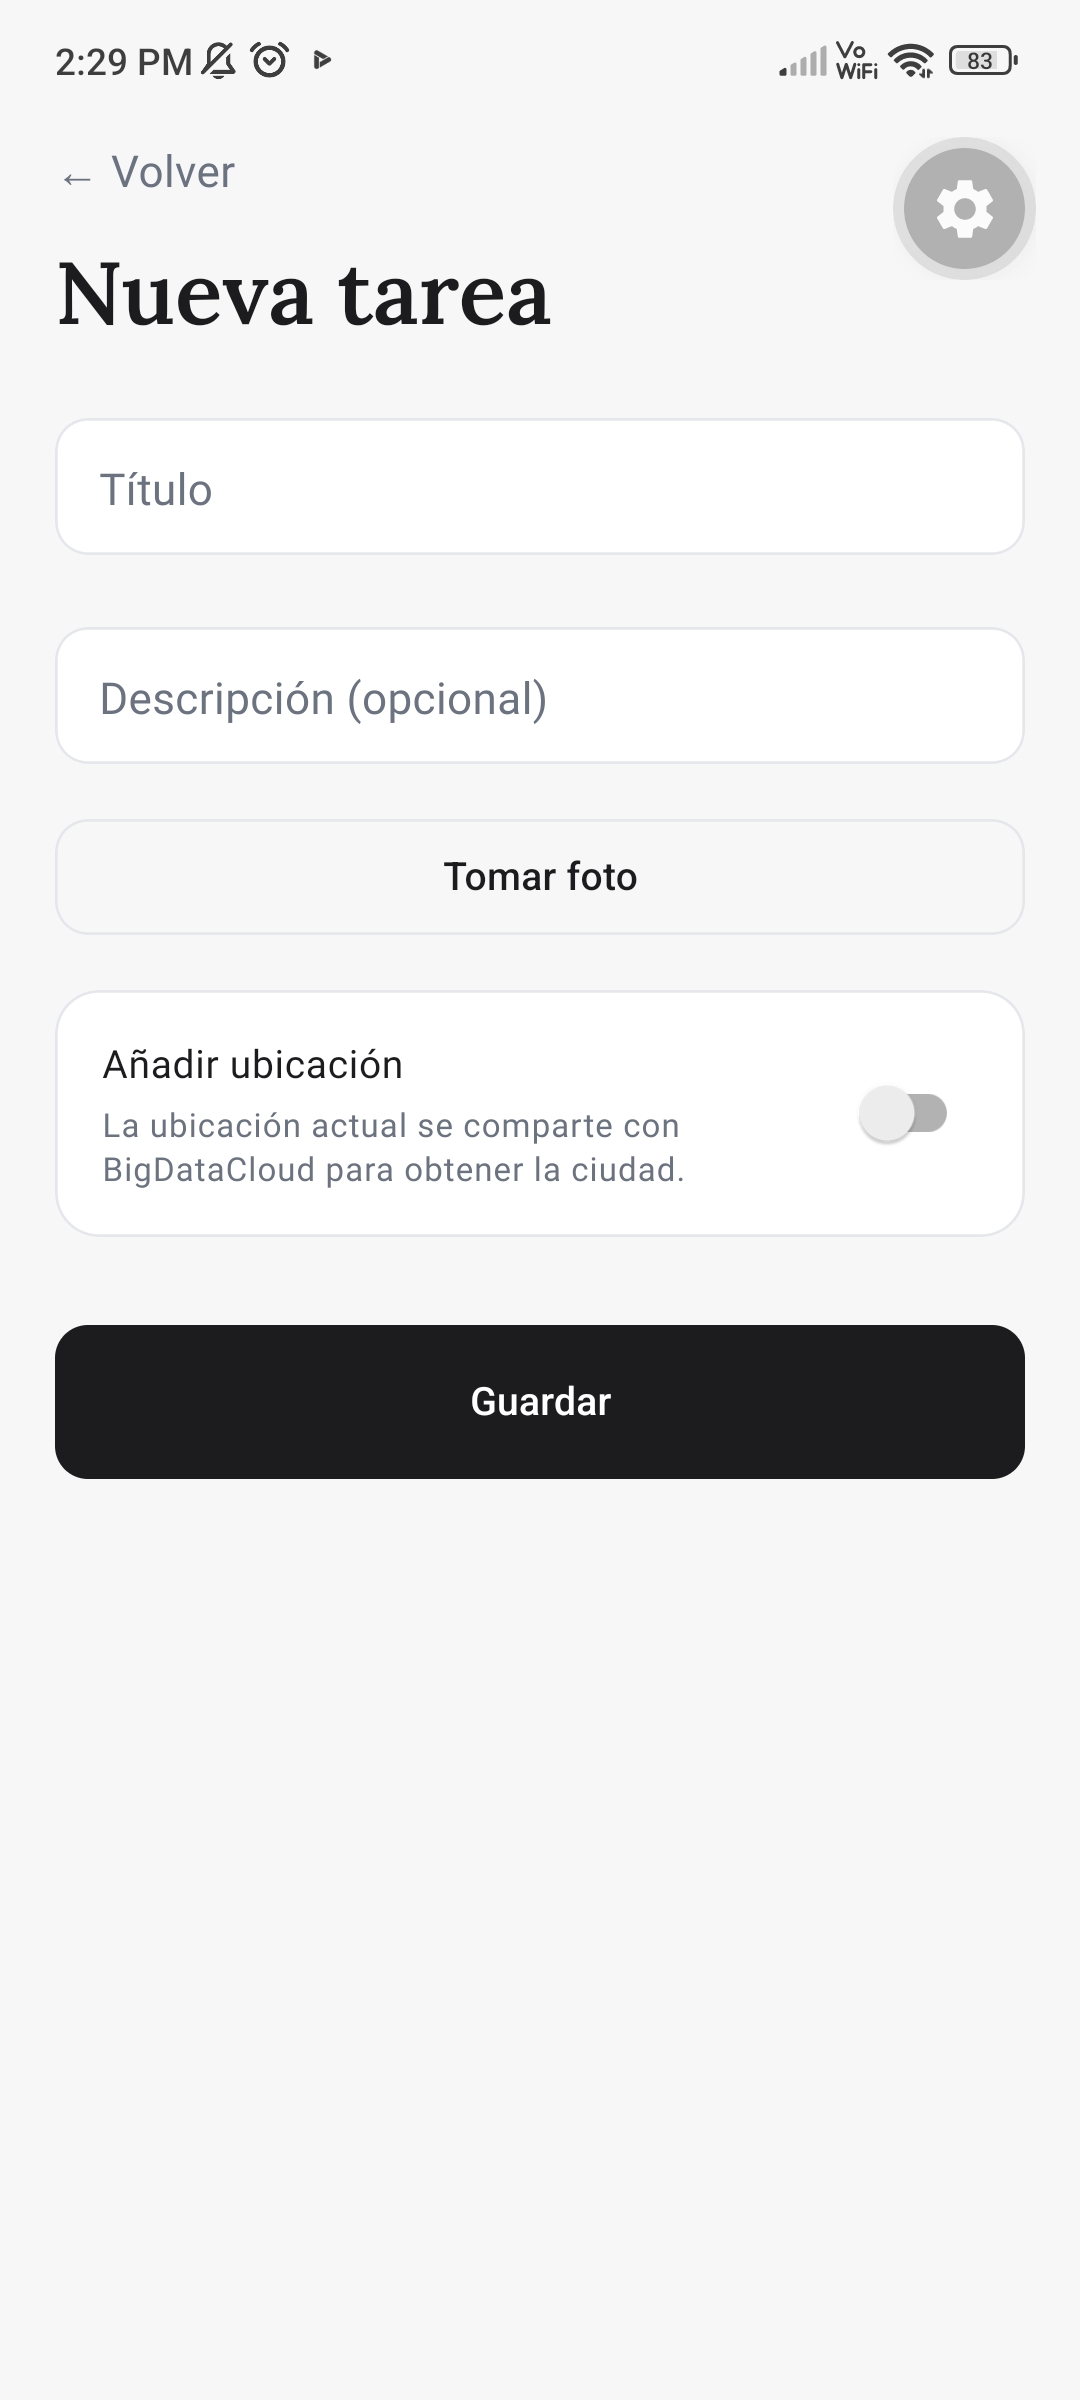 2:29 PM
Vo
WiFi
83
← Volver
Nueva tarea
Título
Descripción (opcional)
Tomar foto
Añadir ubicación
La ubicación actual se comparte con
BigDataCloud para obtener la ciudad.
Guardar